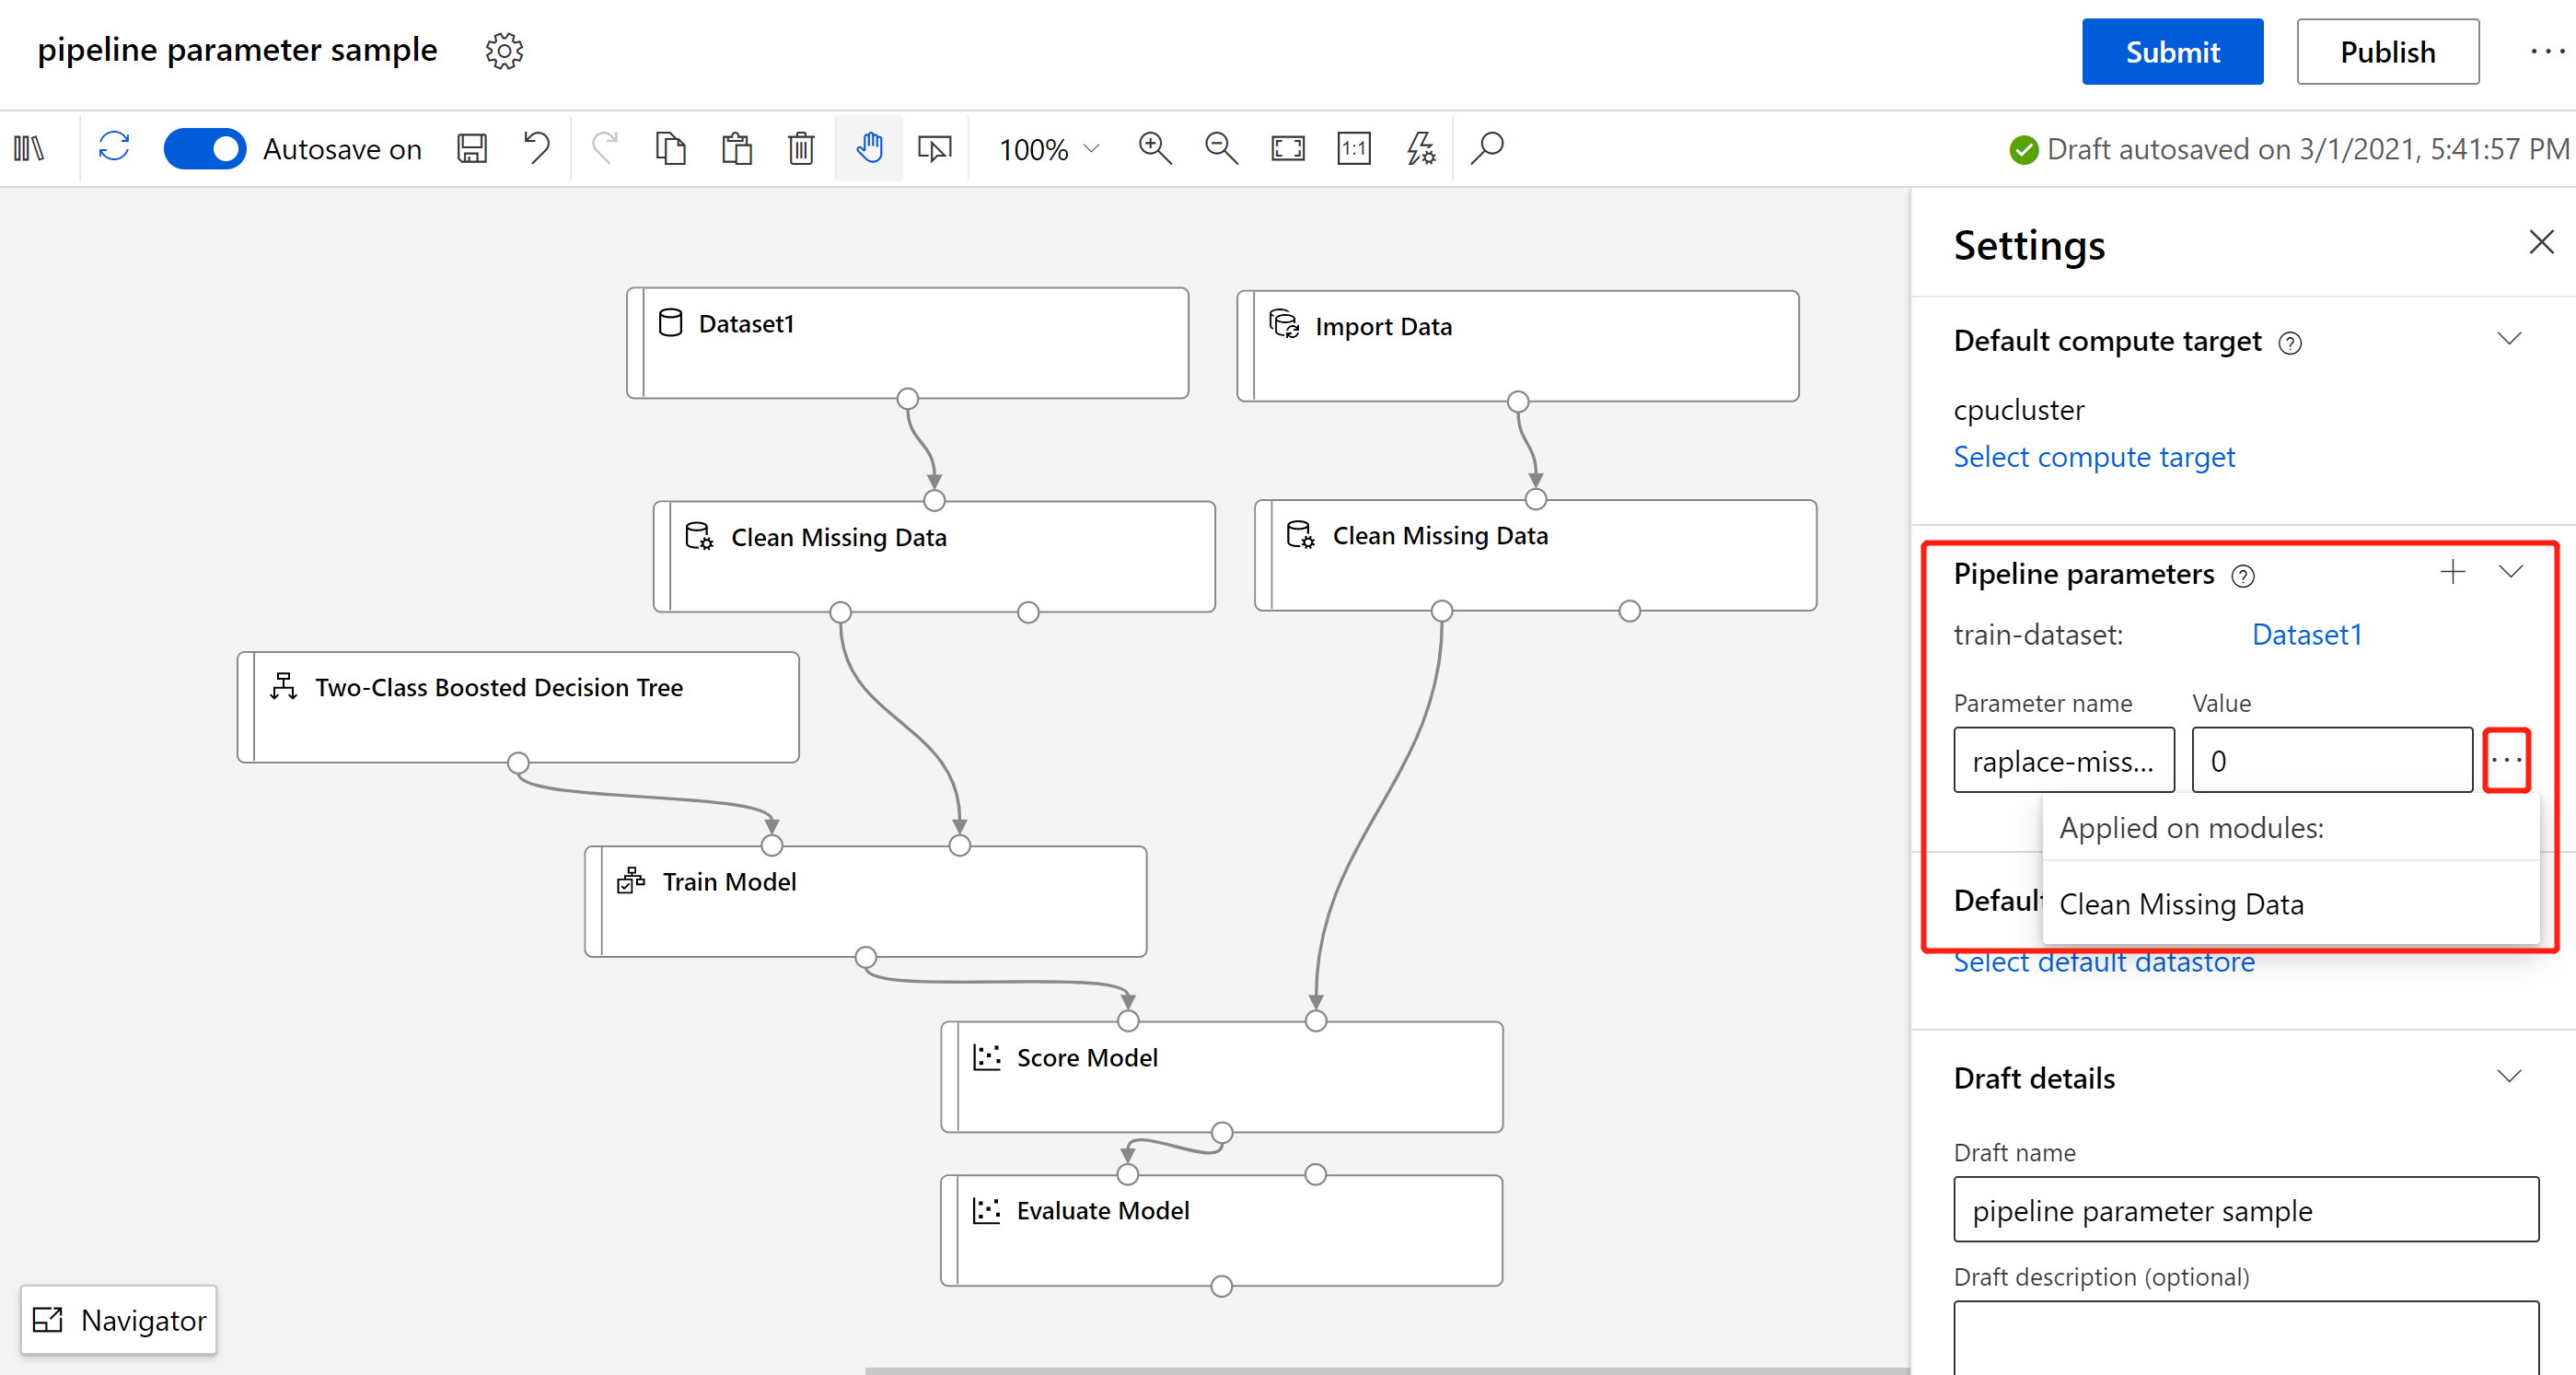 pipeline parameter sample
Submit
Publish
Autosave on
100%
1:1
Draft autosaved on 3/1/2021, 5:41:57 PM
Dataset1
Import Data
Clean Missing Data
Clean Missing Data
Two-Class Boosted Decision Tree
Train Model
Score Model
Evaluate Model
Navigator
Settings
Default compute target ?
cpucluster
Select compute target
Pipeline parameters ?
train-dataset: Dataset1
Parameter name Value
raplace-miss... 0
Applied on modules:
Default
Clean Missing Data
Select default datastore
Draft details
Draft name
pipeline parameter sample
Draft description (optional)